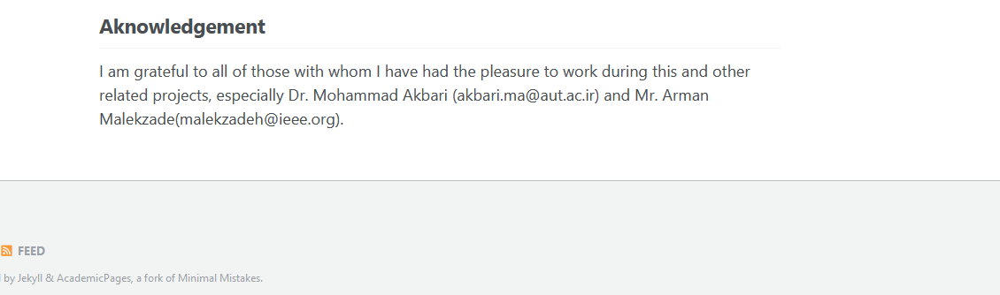 Aknowledgement
I am grateful to all of those with whom I have had the pleasure to work during this and other
related projects, especially Dr. Mohammad Akbari (akbari.ma@aut.ac.ir) and Mr. Arman
Malekzade(malekzadeh@ieee.org).
FEED
by Jekyll & AcademicPages, a fork of Minimal Mistakes.